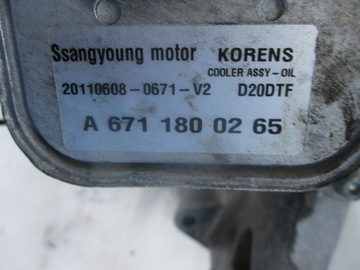 Ssangyoung motor KORENS
COOLER ASSY-OIL
20110608-0671-V2 D20DTF
A 671 180 02 65